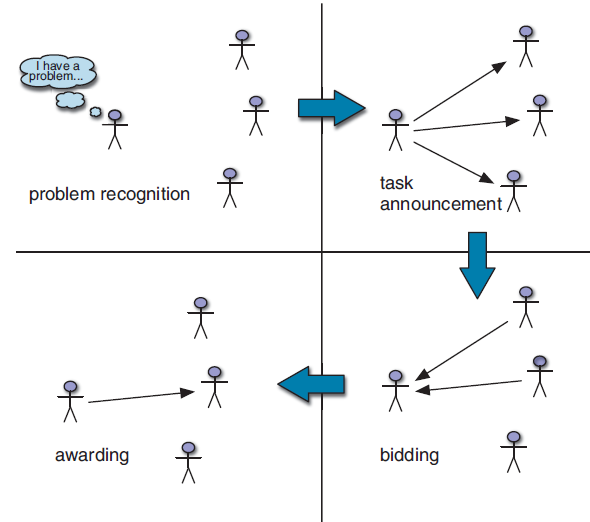 I have a
problem...
problem recognition
task
announcement
awarding
bidding